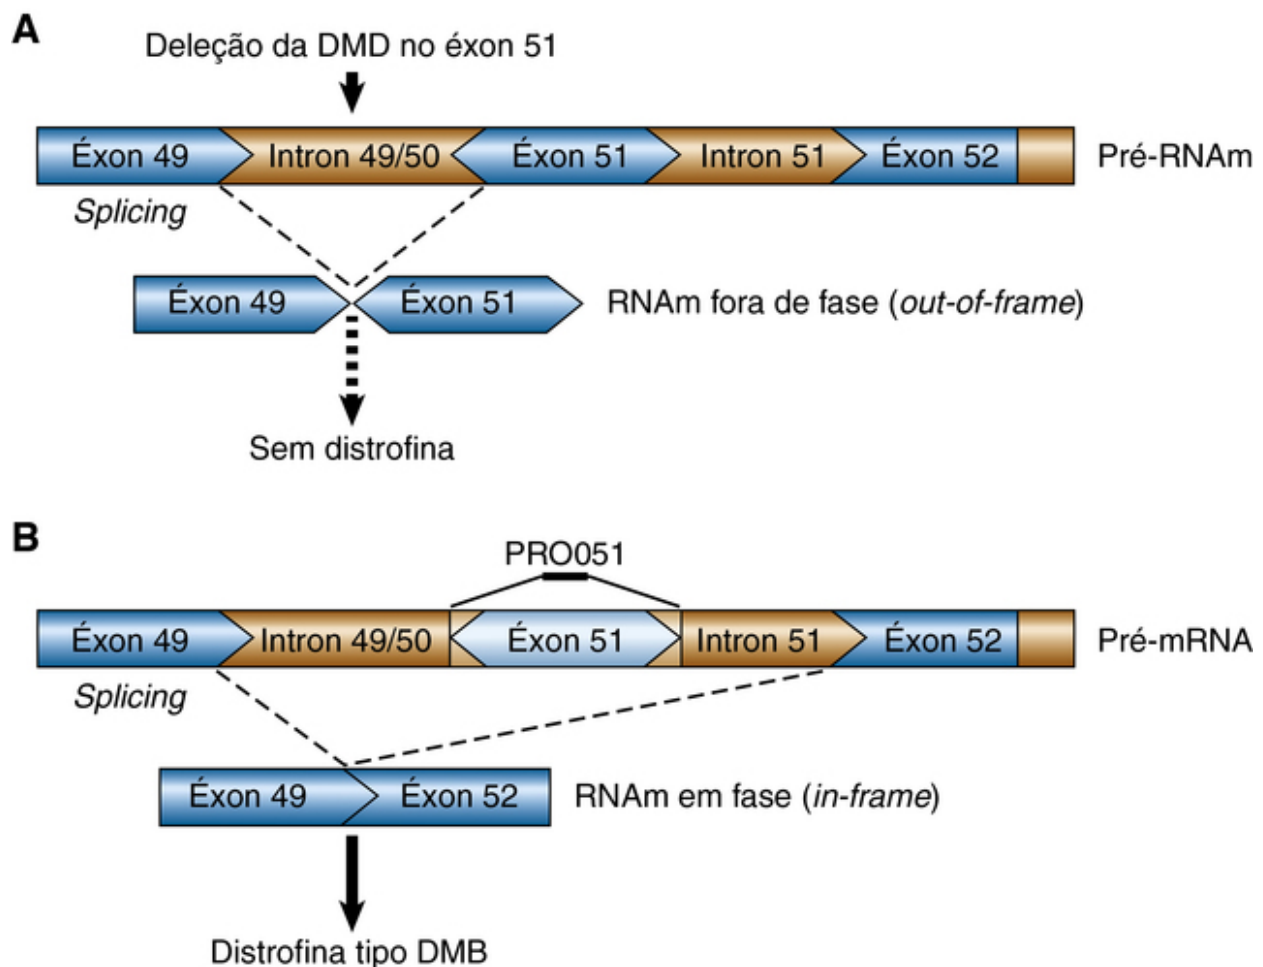 A
Deleção da DMD no éxon 51
Éxon 49 Intron 49/50 Éxon 51 Intron 51 Éxon 52 Pré-RNAm
Splicing
Éxon 49 Éxon 51 RNAm fora de fase (out-of-frame)
Sem distrofina
B
PRO051
Éxon 49 Intron 49/50 Éxon 51 Intron 51 Éxon 52 Pré-mRNA
Splicing
Éxon 49 Éxon 52 RNAm em fase (in-frame)
Distrofina tipo DMB